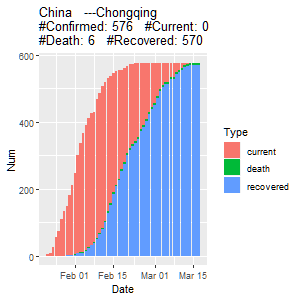 China   ---Chongqing
#Confirmed: 576   #Current: 0
#Death: 6   #Recovered: 570
600
400
200
0
Num
Feb 01
Feb 15
Mar 01
Mar 15
Date
Type
current
death
recovered